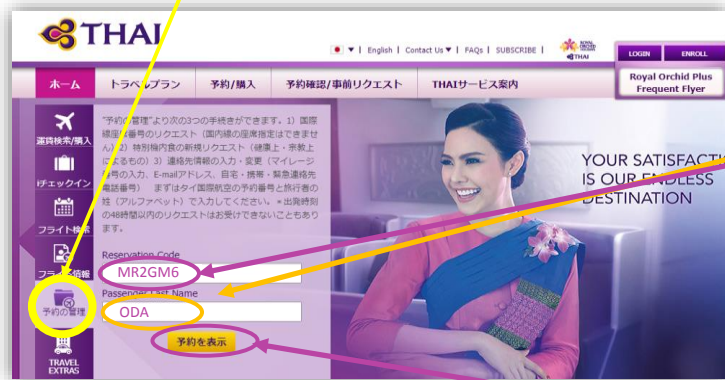 THAI
English | Contact Us ▼ | FAQs | SUBSCRIBE |
ROYAL ORCHID
THAI
LOGIN
ENROLL
Royal Orchid Plus
Frequent Flyer
ホーム
トラベルプラン
予約/購入
予約確認/事前リクエスト
THAIサービス案内
運賃検索/購入
iチェックイン
フライト検索
フライト情報
予約の管理
TRAVEL
EXTRAS
"予約の管理"より次の3つの手続きができます。1) 国際
線座席番号のリクエスト（国内線の座席指定はできませ
ん）2) 特別機内食の新規リクエスト（健康上・宗教上
によるもの）3) 連絡先情報の入力・変更（マイレージ
番号の入力、E-mailアドレス、自宅・携帯・緊急連絡先
電話番号） まずはタイ国際航空の予約番号と旅行者の
姓（アルファベット）で入力してください。＊出発時刻
の48時間以内のリクエストはお受けできないこともあり
ます。
Reservation Code
MR2GM6
Passenger Last Name
ODA
予約を表示
YOUR SATISFACTI
IS OUR ENDLESS
DESTINATION